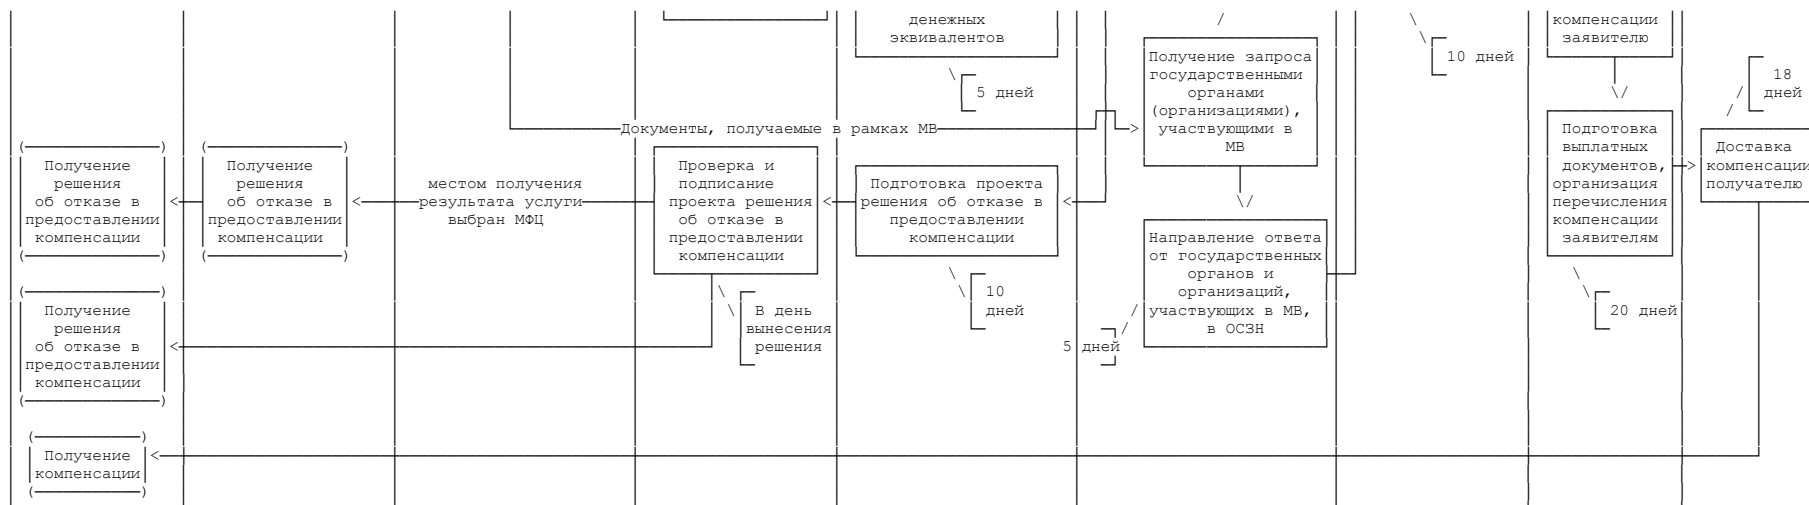 денежных
эквивалентов
5 дней
Получение запроса
государственными
органами
(организациями),
участвующими в
МВ
10 дней
компенсации
заявителю
18
дней
Документы, получаемые в рамках МВ
Получение
решения
об отказе в
предоставлении
компенсации
Получение
решения
об отказе в
предоставлении
компенсации
местом получения
результата услуги
выбран МФЦ
Проверка и
подписание
проекта решения
об отказе в
предоставлении
компенсации
Подготовка проекта
решения об отказе в
предоставлении
компенсации
Подготовка
выплатных
документов,
организация
перечисления
компенсации
заявителям
Доставка
компенсации
получателю
Направление ответа
от государственных
органов и
организаций,
участвующих в МВ,
в ОСЗН
Получение
решения
об отказе в
предоставлении
компенсации
В день
вынесения
решения
10
дней
5 дней
20 дней
Получение
компенсации